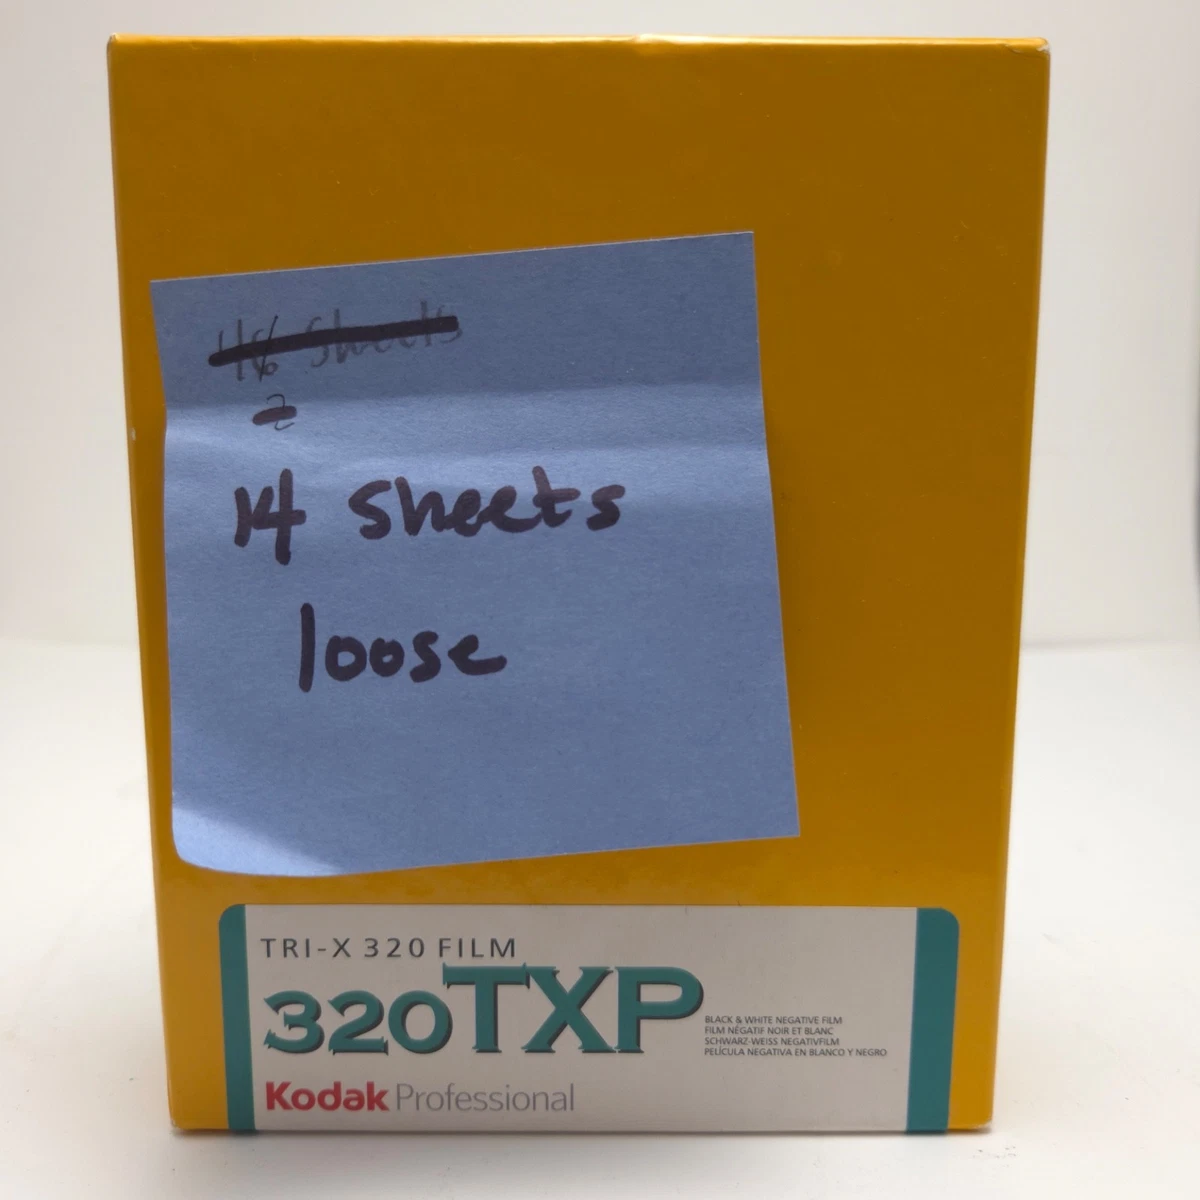 Sheets
2
14 sheets
loose
TRI-X 320 FILM
320TXP
BLACK & WHITE NEGATIVE FILM
FILM NÉGATIF NOIR ET BLANC
SCHWARZ-WEISS NEGATIVFILM
PELÍCULA NEGATIVA EN BLANCO Y NEGRO
Kodak Professional